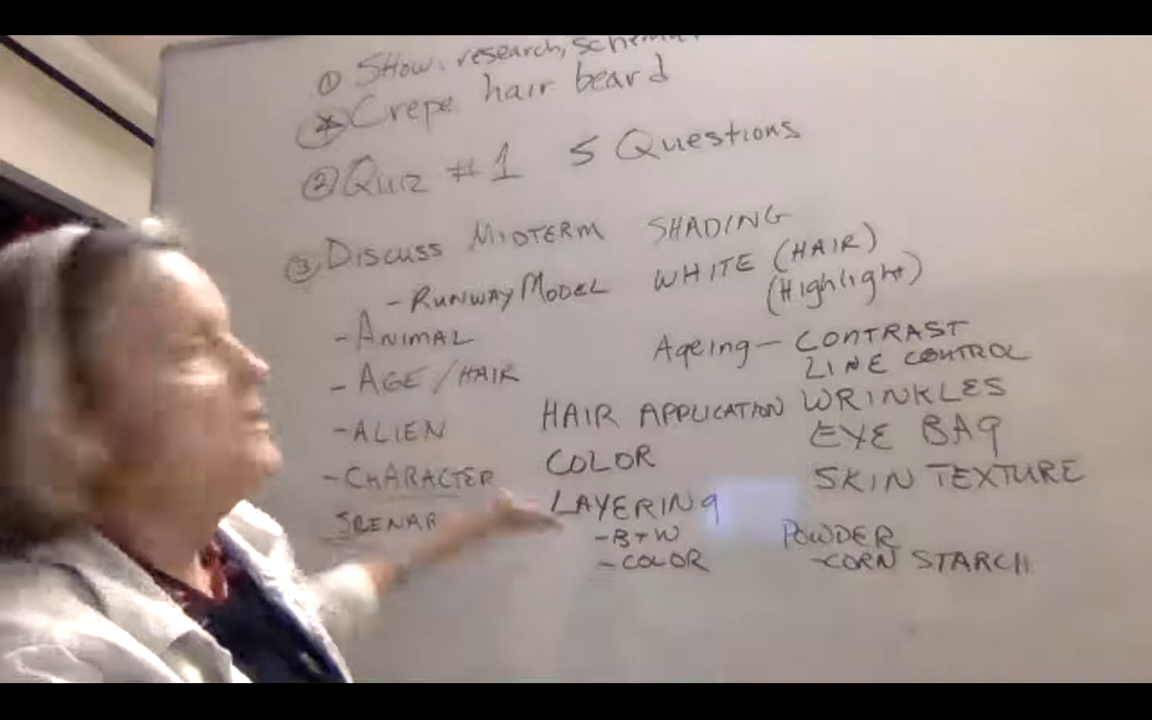 ① Show, research, schema
* Crepe hair beard
② Quiz #1 5 Questions
③ Discuss MIDTERM SHADING
- RUNWAY MODEL WHITE (HAIR)
(Highlight)
- ANIMAL
Ageing - CONTRAST
LINE CONTROL
- AGE/HAIR
HAIR APPLICATION WRINKLES
- ALIEN
EYE BAG
COLOR
- CHARACTER
SKIN TEXTURE
LAYERING
SRENAR
- B+W
POWDER
- COLOR
- CORN STARCH